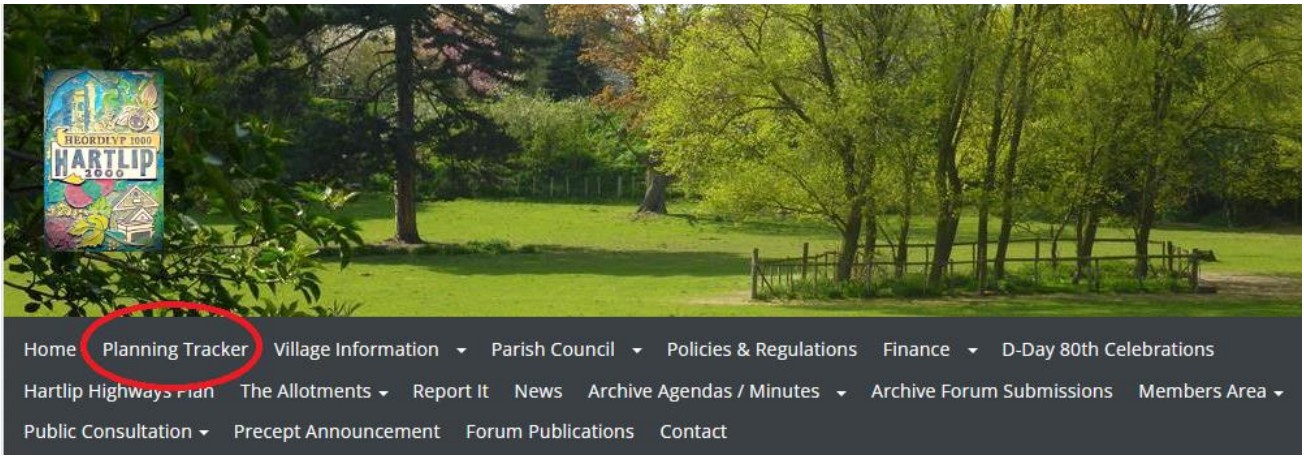 HEORDLYP 1000
HARTLIP
2000
Home Planning Tracker Village Information Parish Council Policies & Regulations Finance D-Day 80th Celebrations
Hartlip Highways Plan The Allotments Report It News Archive Agendas / Minutes Archive Forum Submissions Members Area
Public Consultation Precept Announcement Forum Publications Contact